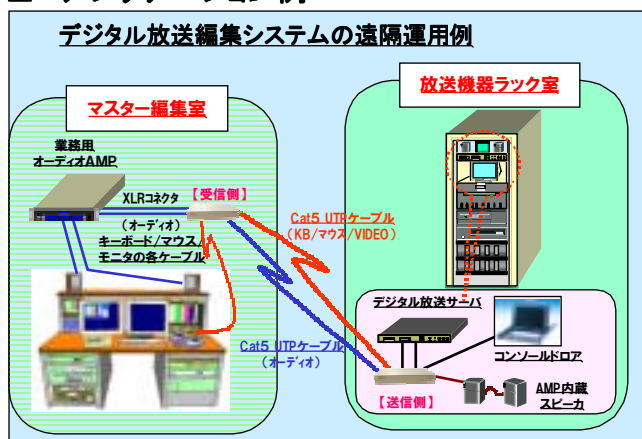 デジタル放送編集システムの遠隔運用例
マスター編集室
放送機器ラック室
業務用
オーディオAMP
XLRコネクタ
【受信側】
(オーディオ)
キーボード/マウス/
モニタの各ケーブル
Cat5 UTPケーブル
(KB/マウス/VIDEO)
Cat5 UTPケーブル
(オーディオ)
デジタル放送サーバ
コンソールドロア
【送信側】
AMP内蔵
スピーカ